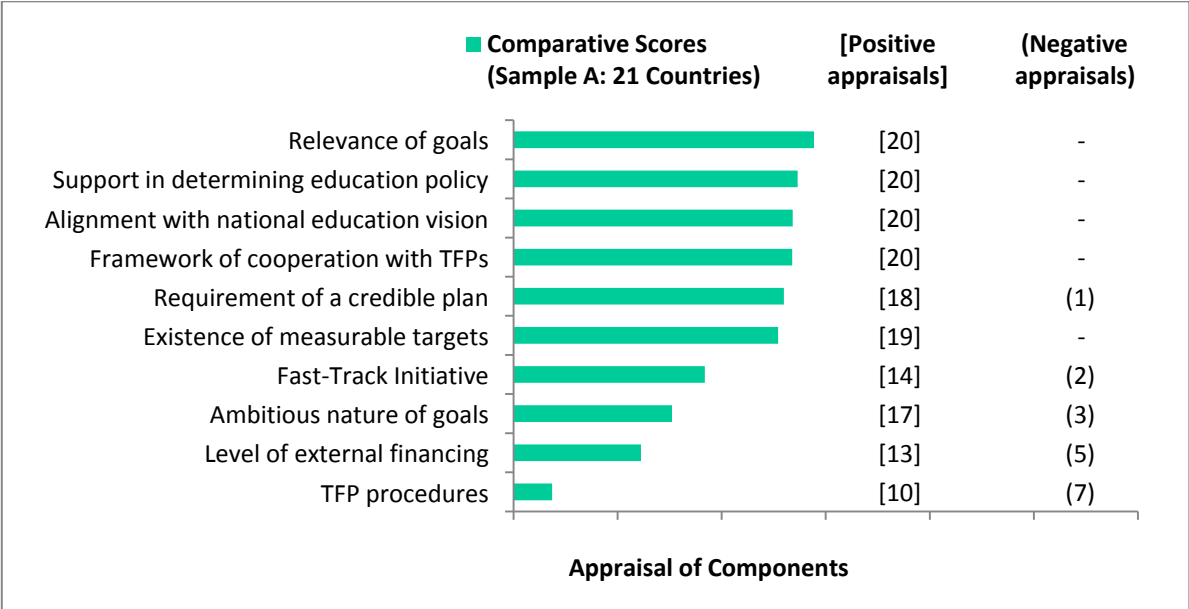 Comparative Scores [Positive (Negative
(Sample A: 21 Countries) appraisals] appraisals)
Relevance of goals [20] -
Support in determining education policy [20] -
Alignment with national education vision [20] -
Framework of cooperation with TFPs [20] -
Requirement of a credible plan [18] (1)
Existence of measurable targets [19] -
Fast-Track Initiative [14] (2)
Ambitious nature of goals [17] (3)
Level of external financing [13] (5)
TFP procedures [10] (7)
Appraisal of Components